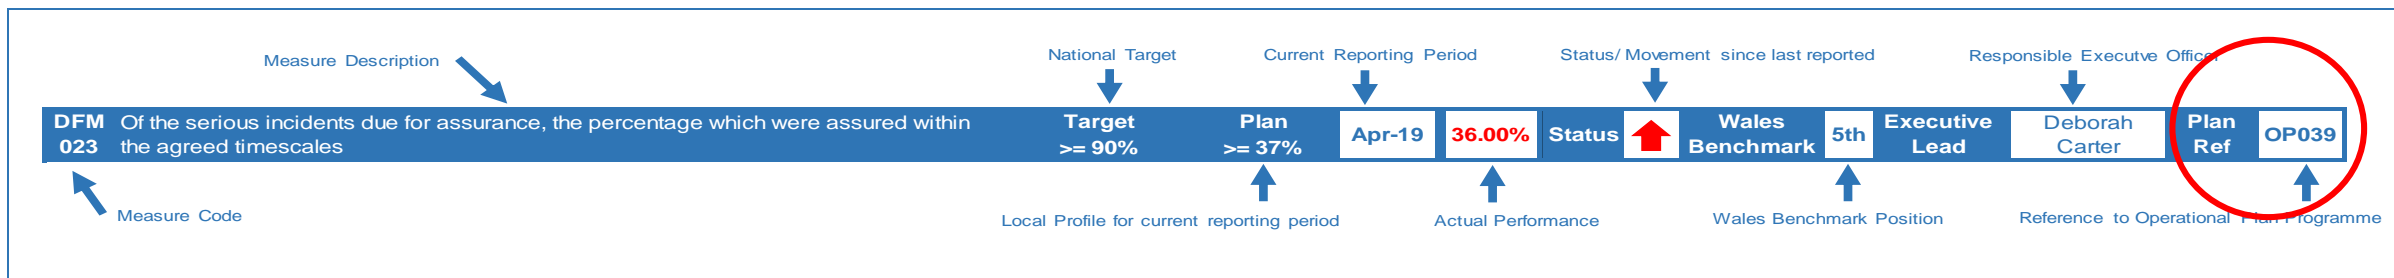 Measure Description
National Target
Current Reporting Period
Status/ Movement since last reported
Responsible Executve Officer
DFM
023
Of the serious incidents due for assurance, the percentage which were assured within
the agreed timescales
Target
>= 90%
Plan
>= 37%
Apr-19
36.00%
Status
Wales
Benchmark
5th
Executive
Lead
Deborah
Carter
Plan
Ref
OP039
Measure Code
Local Profile for current reporting period
Actual Performance
Wales Benchmark Position
Reference to Operational Plan Programme